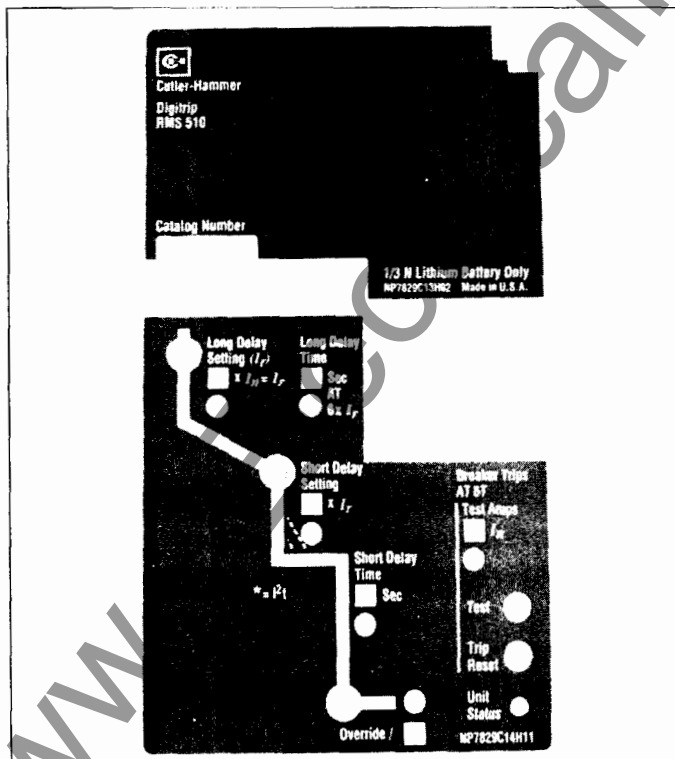 Cutler-Hammer
Digitrip
RMS 510
Catalog Number
1/3 N Lithium Battery Only
NP7829C13H02 Made in U.S.A.
Long Delay
Setting (Ir)
x In = Ir
Long Delay
Time
Sec
AT
6x Ir
Short Delay
Setting
x Ir
*=I²t
Short Delay
Time
Sec
Override /
Breaker Trips
AT 6T
Test Amps
In
Test
Trip
Reset
Unit
Status
NP7829C14H11